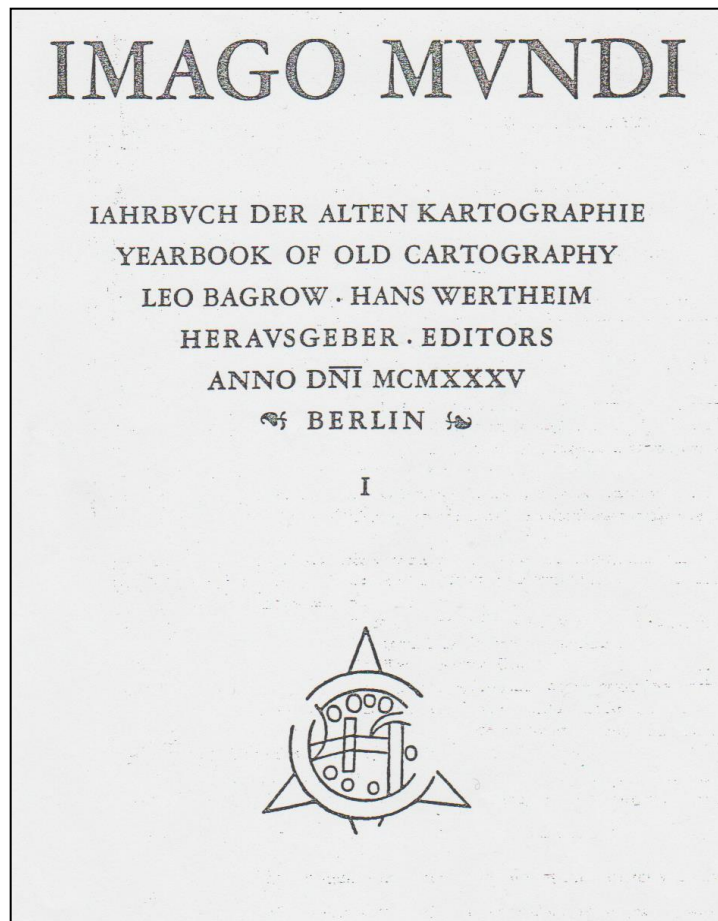 IMAGO MVNDI
IAHRBVCH DER ALTEN KARTOGRAPHIE
YEARBOOK OF OLD CARTOGRAPHY
LEO BAGROW · HANS WERTHEIM
HERAVSGEBER · EDITORS
ANNO DN̅I̅ MCMXXXV
BERLIN
I